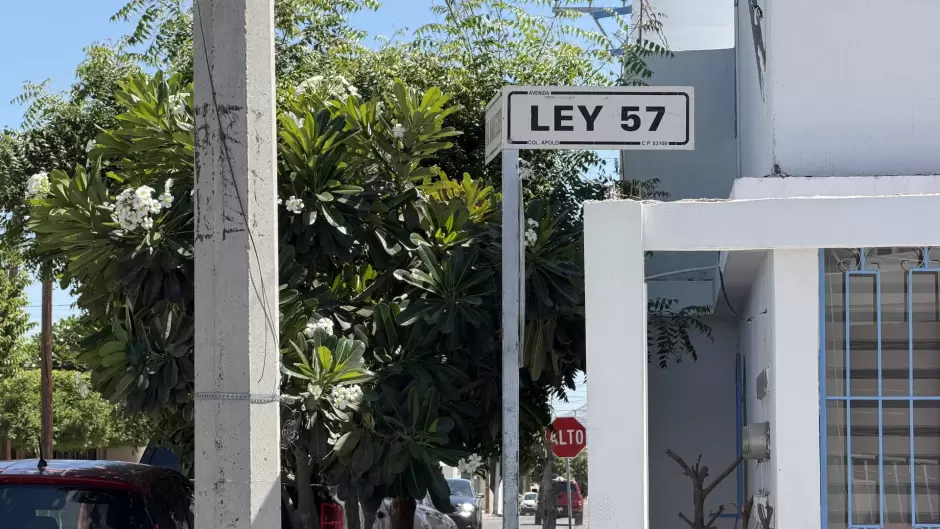 AVENIDA
LEY 57
COL. APOLO C.P. 83100
ALTO